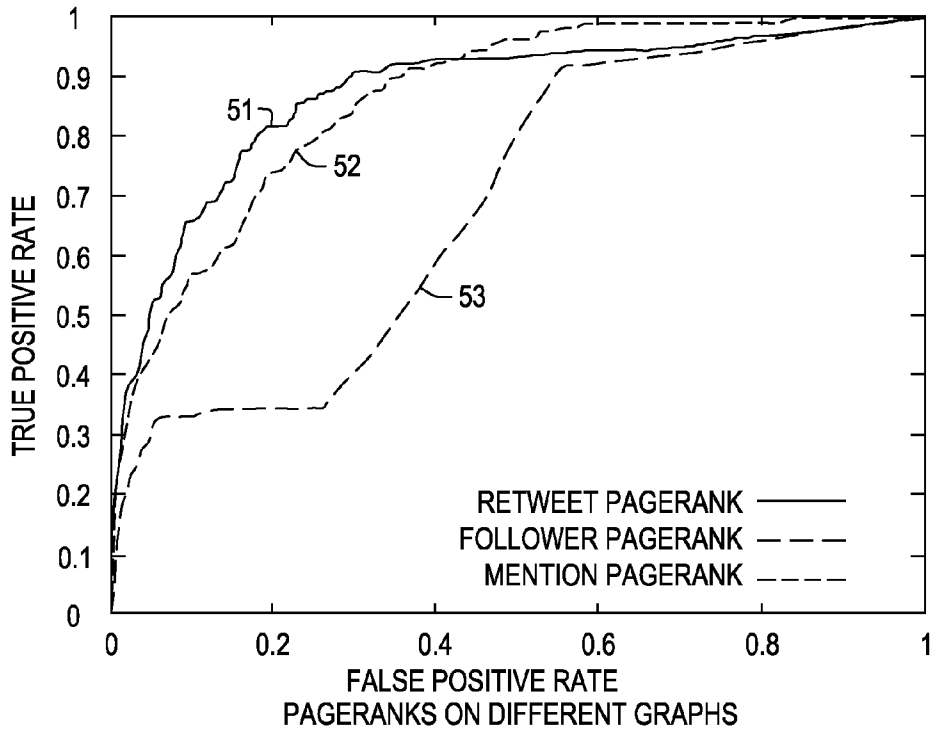 1
0.9
0.8
0.7
0.6
0.5
0.4
0.3
0.2
0.1
0
TRUE POSITIVE RATE
51
52
53
RETWEET PAGERANK
FOLLOWER PAGERANK
MENTION PAGERANK
0 0.2 0.4 0.6 0.8 1
FALSE POSITIVE RATE
PAGERANKS ON DIFFERENT GRAPHS